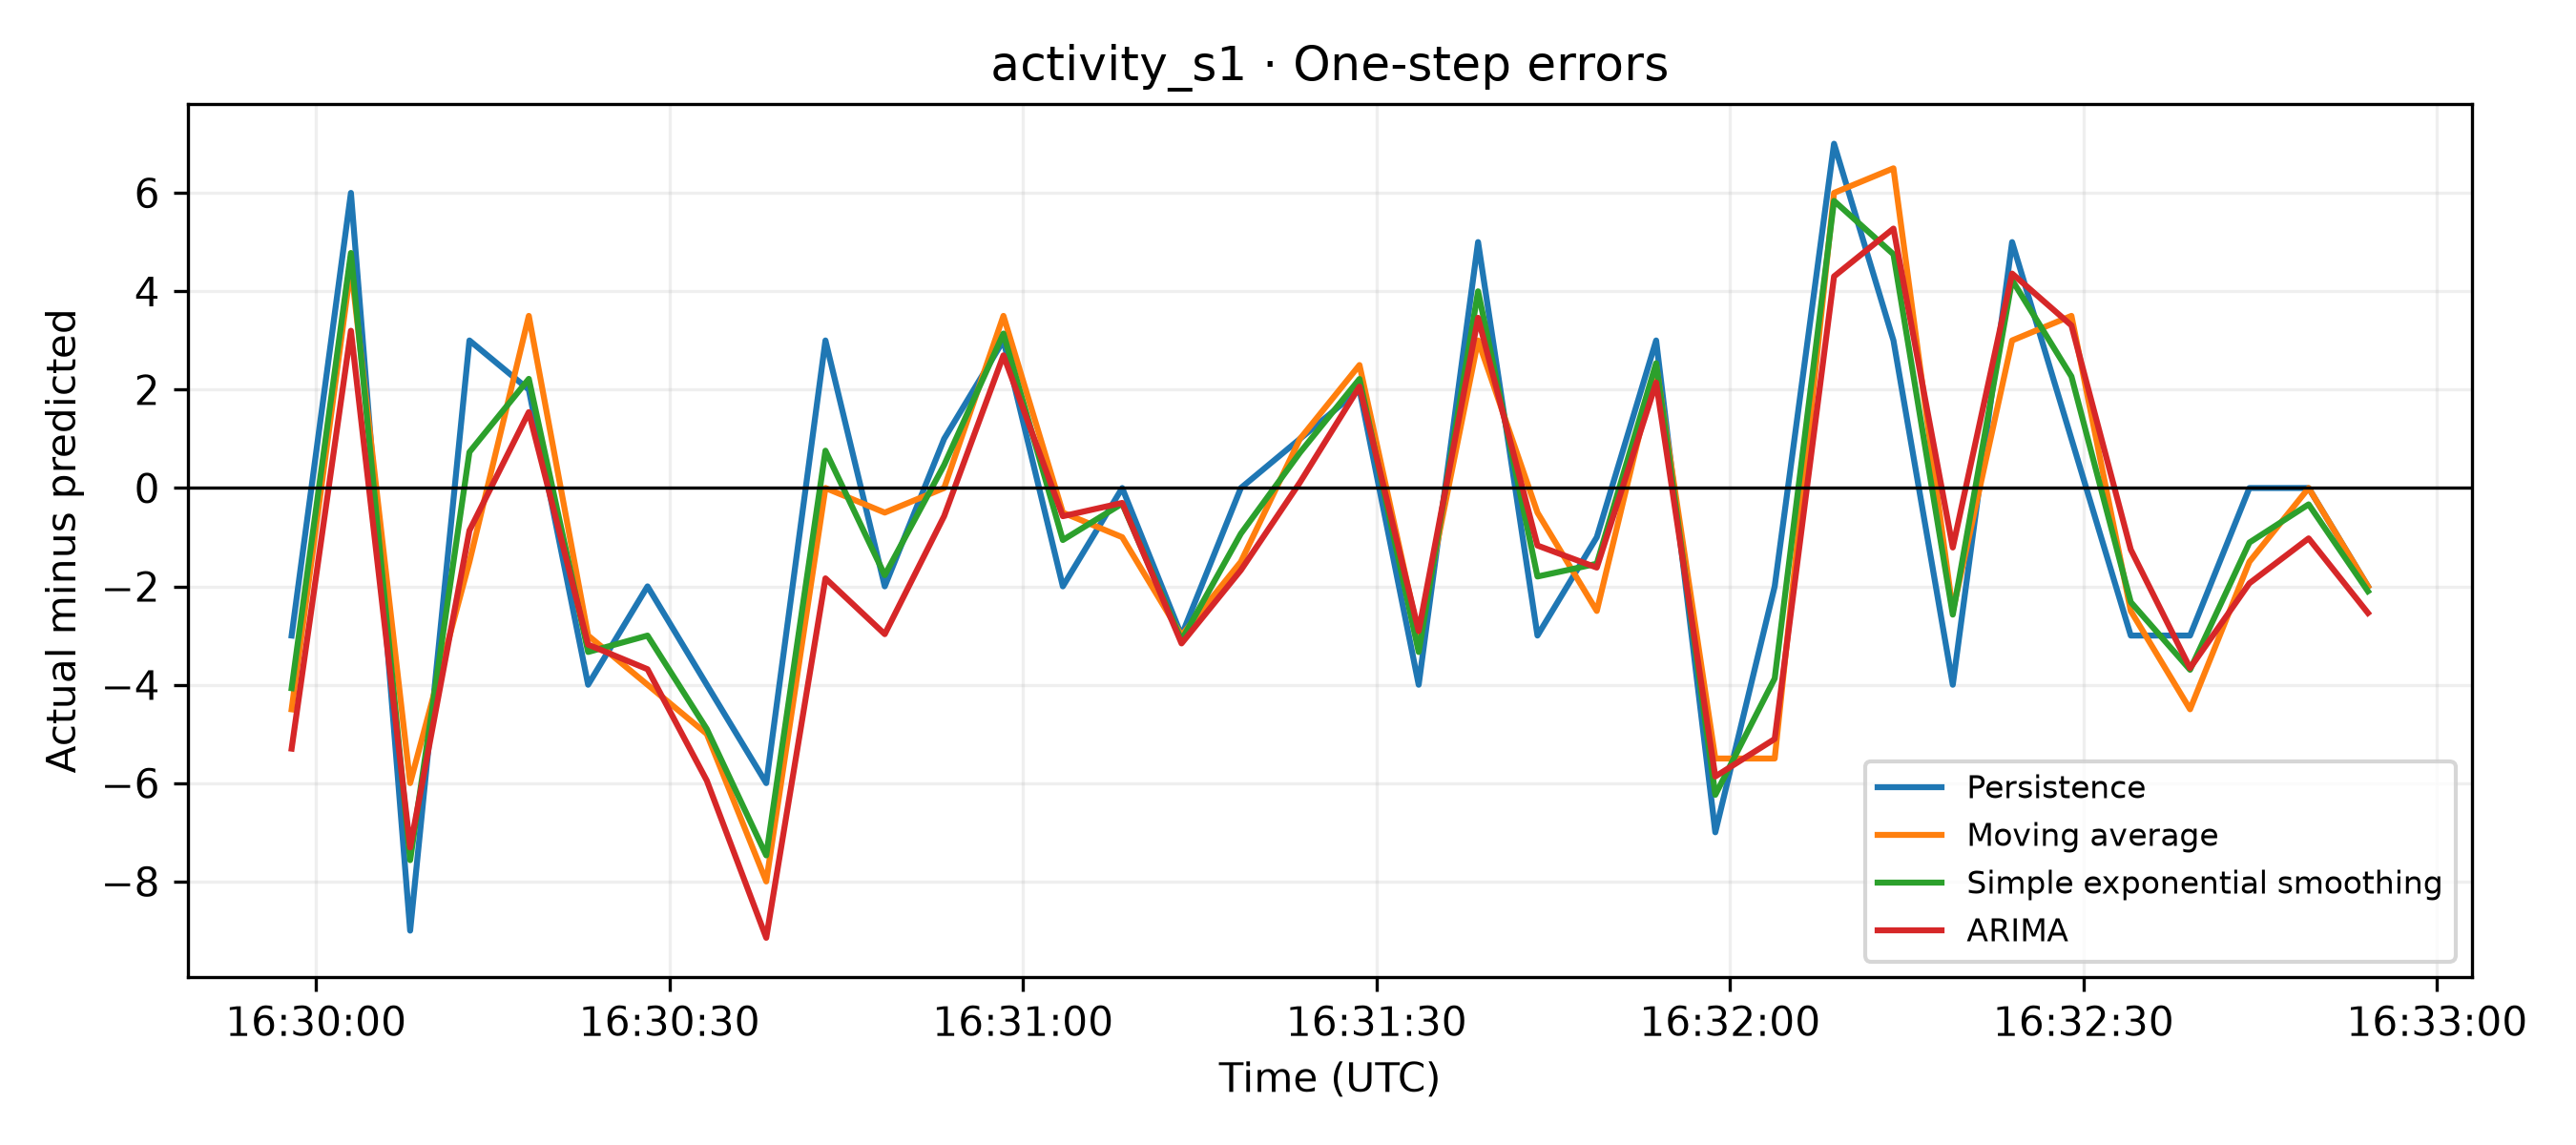 activity_s1 · One-step errors
Actual minus predicted
6
4
2
0
−2
−4
−6
−8
Persistence
Moving average
Simple exponential smoothing
ARIMA
16:30:00 16:30:30 16:31:00 16:31:30 16:32:00 16:32:30 16:33:00
Time (UTC)